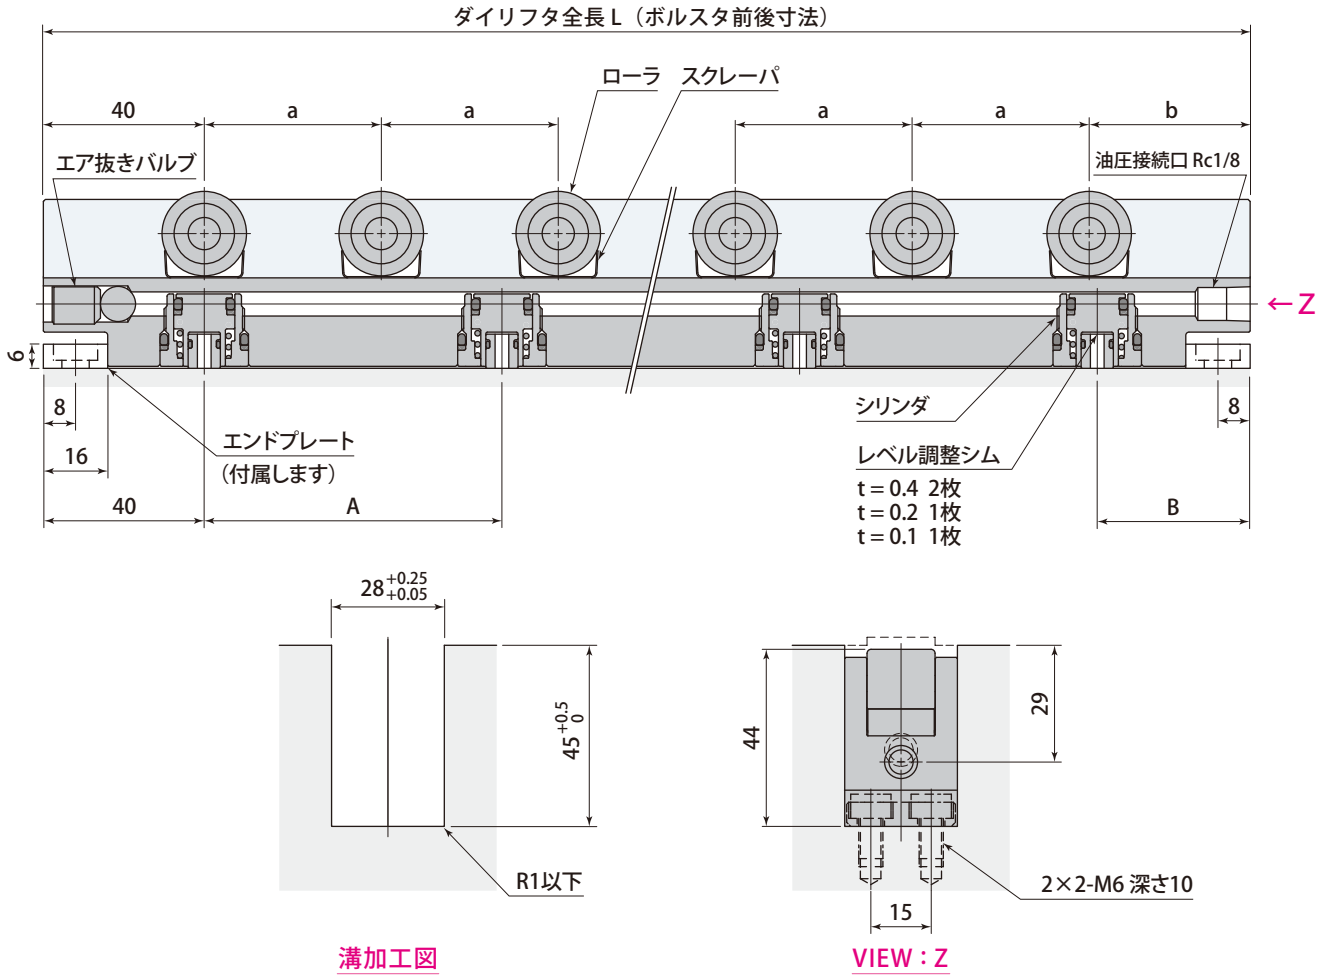 ダイリフタ全長 L（ボルスタ前後寸法）
ローラ
スクレーパ
40
a
a
a
a
b
エア抜きバルブ
油圧接続口 Rc1/8
←Z
6
8
16
40
エンドプレート
（付属します）
A
シリンダ
レベル調整シム
t = 0.4 2枚
t = 0.2 1枚
t = 0.1 1枚
8
B
28 +0.25 +0.05
45 +0.5 0
R1以下
溝加工図
44
29
2×2-M6 深さ10
15
VIEW：Z